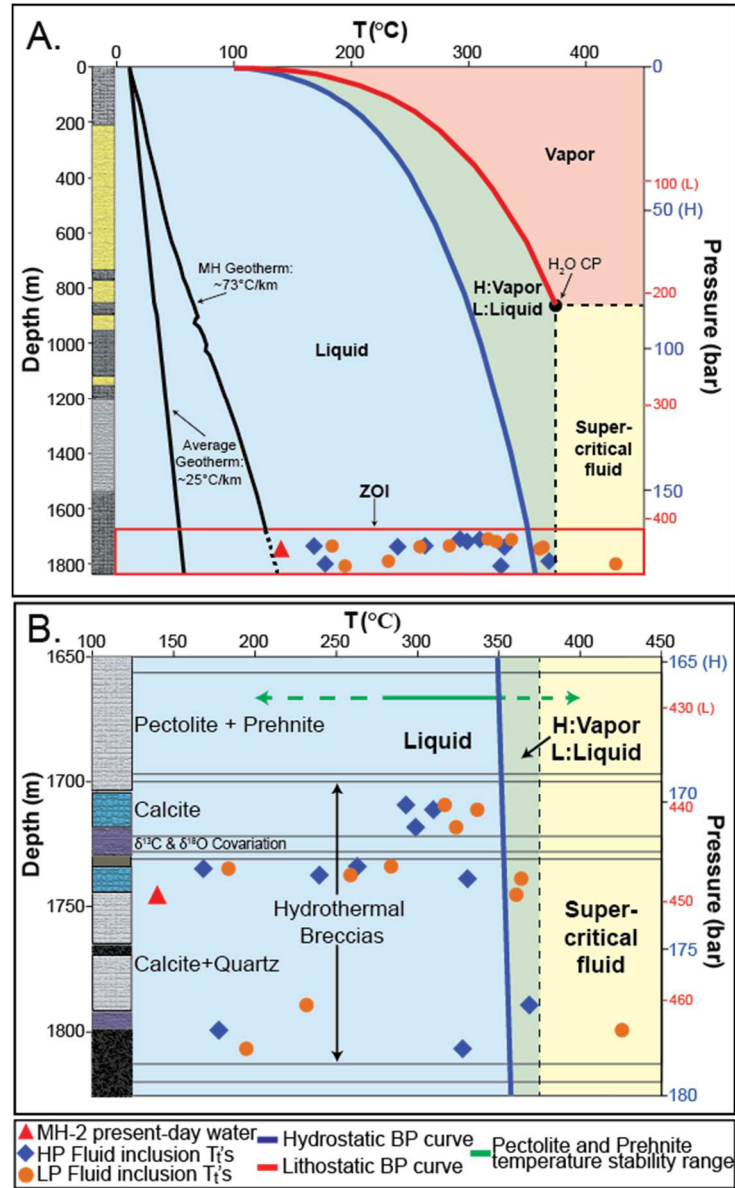 A.
T(°C)
0
100
200
300
400
0
200
400
600
800
1000
1200
1400
1600
1800
Depth (m)
0
100 (L)
50 (H)
200
100
300
150
400
Pressure (bar)
Vapor
H₂O CP
MH Geotherm:
~73°C/km
H:Vapor
L:Liquid
Liquid
Average
Geotherm:
~25°C/km
Super-
critical
fluid
ZOI
B.
T(°C)
100
150
200
250
300
350
400
450
1650
1700
1750
1800
Depth (m)
165 (H)
430 (L)
170
440
450
175
460
180
Pressure (bar)
Pectolite + Prehnite
Liquid
H:Vapor
L:Liquid
Calcite
δ¹³C & δ¹⁸O Covariation
Hydrothermal
Breccias
Super-
critical
fluid
Calcite+Quartz
MH-2 present-day water
HP Fluid inclusion Tₜ's
LP Fluid inclusion Tₜ's
Hydrostatic BP curve
Lithostatic BP curve
Pectolite and Prehnite
temperature stability range